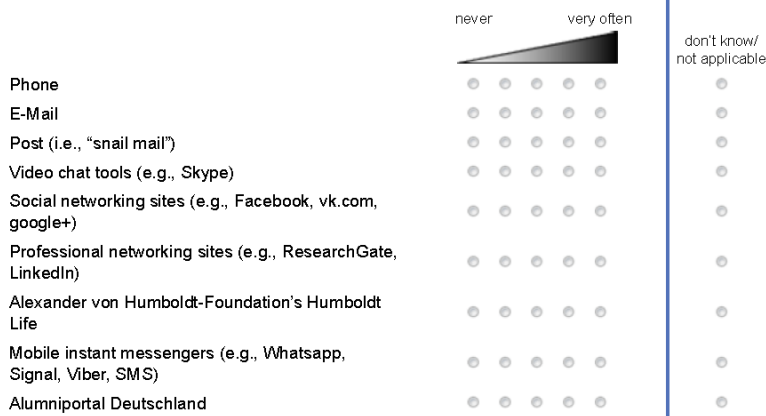 never very often
don't know/
not applicable
Phone
E-Mail
Post (i.e., “snail mail”)
Video chat tools (e.g., Skype)
Social networking sites (e.g., Facebook, vk.com,
google+)
Professional networking sites (e.g., ResearchGate,
LinkedIn)
Alexander von Humboldt-Foundation's Humboldt
Life
Mobile instant messengers (e.g., Whatsapp,
Signal, Viber, SMS)
Alumniportal Deutschland